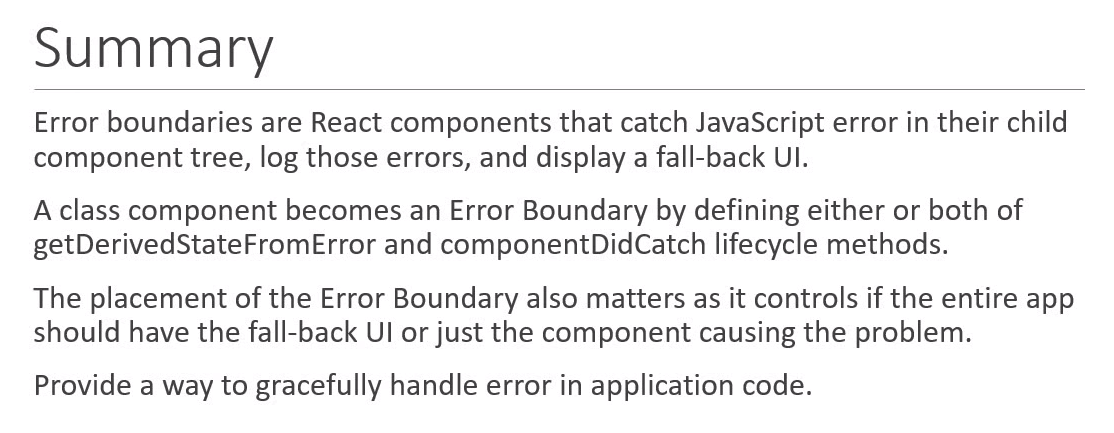 Summary
Error boundaries are React components that catch JavaScript error in their child
component tree, log those errors, and display a fall-back UI.
A class component becomes an Error Boundary by defining either or both of
getDerivedStateFromError and componentDidCatch lifecycle methods.
The placement of the Error Boundary also matters as it controls if the entire app
should have the fall-back UI or just the component causing the problem.
Provide a way to gracefully handle error in application code.